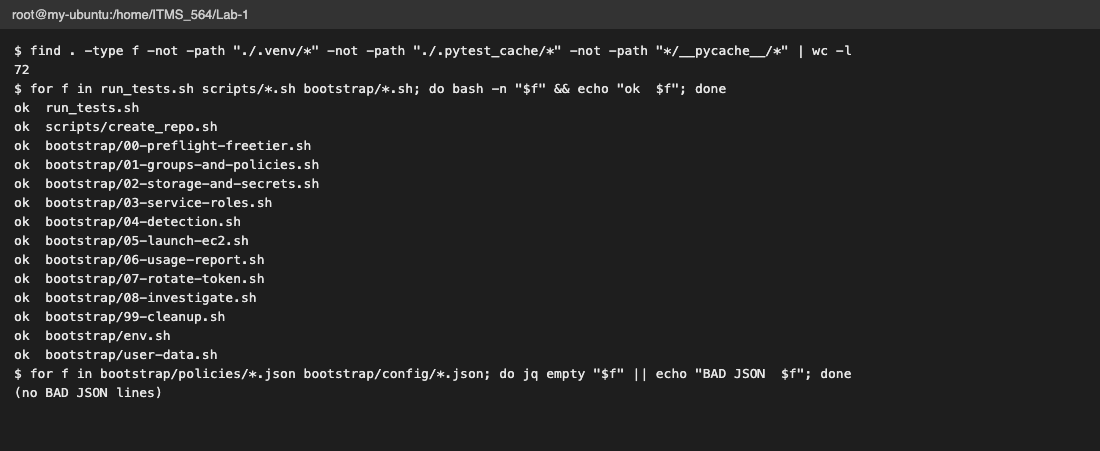 root@my-ubuntu:/home/ITMS_564/Lab-1
$ find . -type f -not -path "./.venv/*" -not -path "./.pytest_cache/*" -not -path "*/__pycache__/*" | wc -l
72
$ for f in run_tests.sh scripts/*.sh bootstrap/*.sh; do bash -n "$f" && echo "ok  $f"; done
ok  run_tests.sh
ok  scripts/create_repo.sh
ok  bootstrap/00-preflight-freetier.sh
ok  bootstrap/01-groups-and-policies.sh
ok  bootstrap/02-storage-and-secrets.sh
ok  bootstrap/03-service-roles.sh
ok  bootstrap/04-detection.sh
ok  bootstrap/05-launch-ec2.sh
ok  bootstrap/06-usage-report.sh
ok  bootstrap/07-rotate-token.sh
ok  bootstrap/08-investigate.sh
ok  bootstrap/99-cleanup.sh
ok  bootstrap/env.sh
ok  bootstrap/user-data.sh
$ for f in bootstrap/policies/*.json bootstrap/config/*.json; do jq empty "$f" || echo "BAD JSON  $f"; done
(no BAD JSON lines)